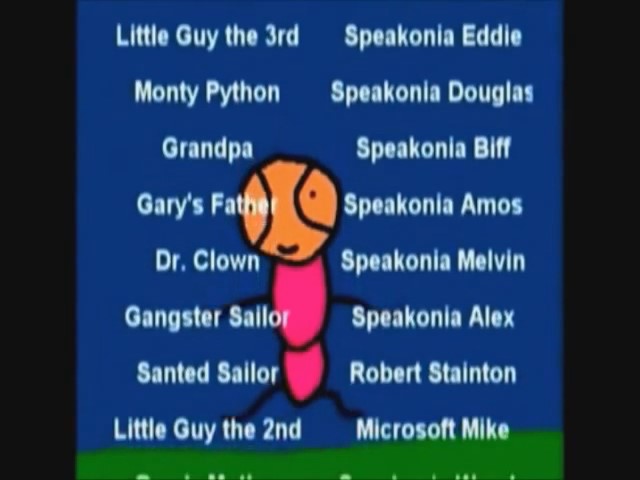 Little Guy the 3rd Speakonia Eddie
Monty Python Speakonia Douglas
Grandpa Speakonia Biff
Gary's Father Speakonia Amos
Dr. Clown Speakonia Melvin
Gangster Sailor Speakonia Alex
Santed Sailor Robert Stainton
Little Guy the 2nd Microsoft Mike